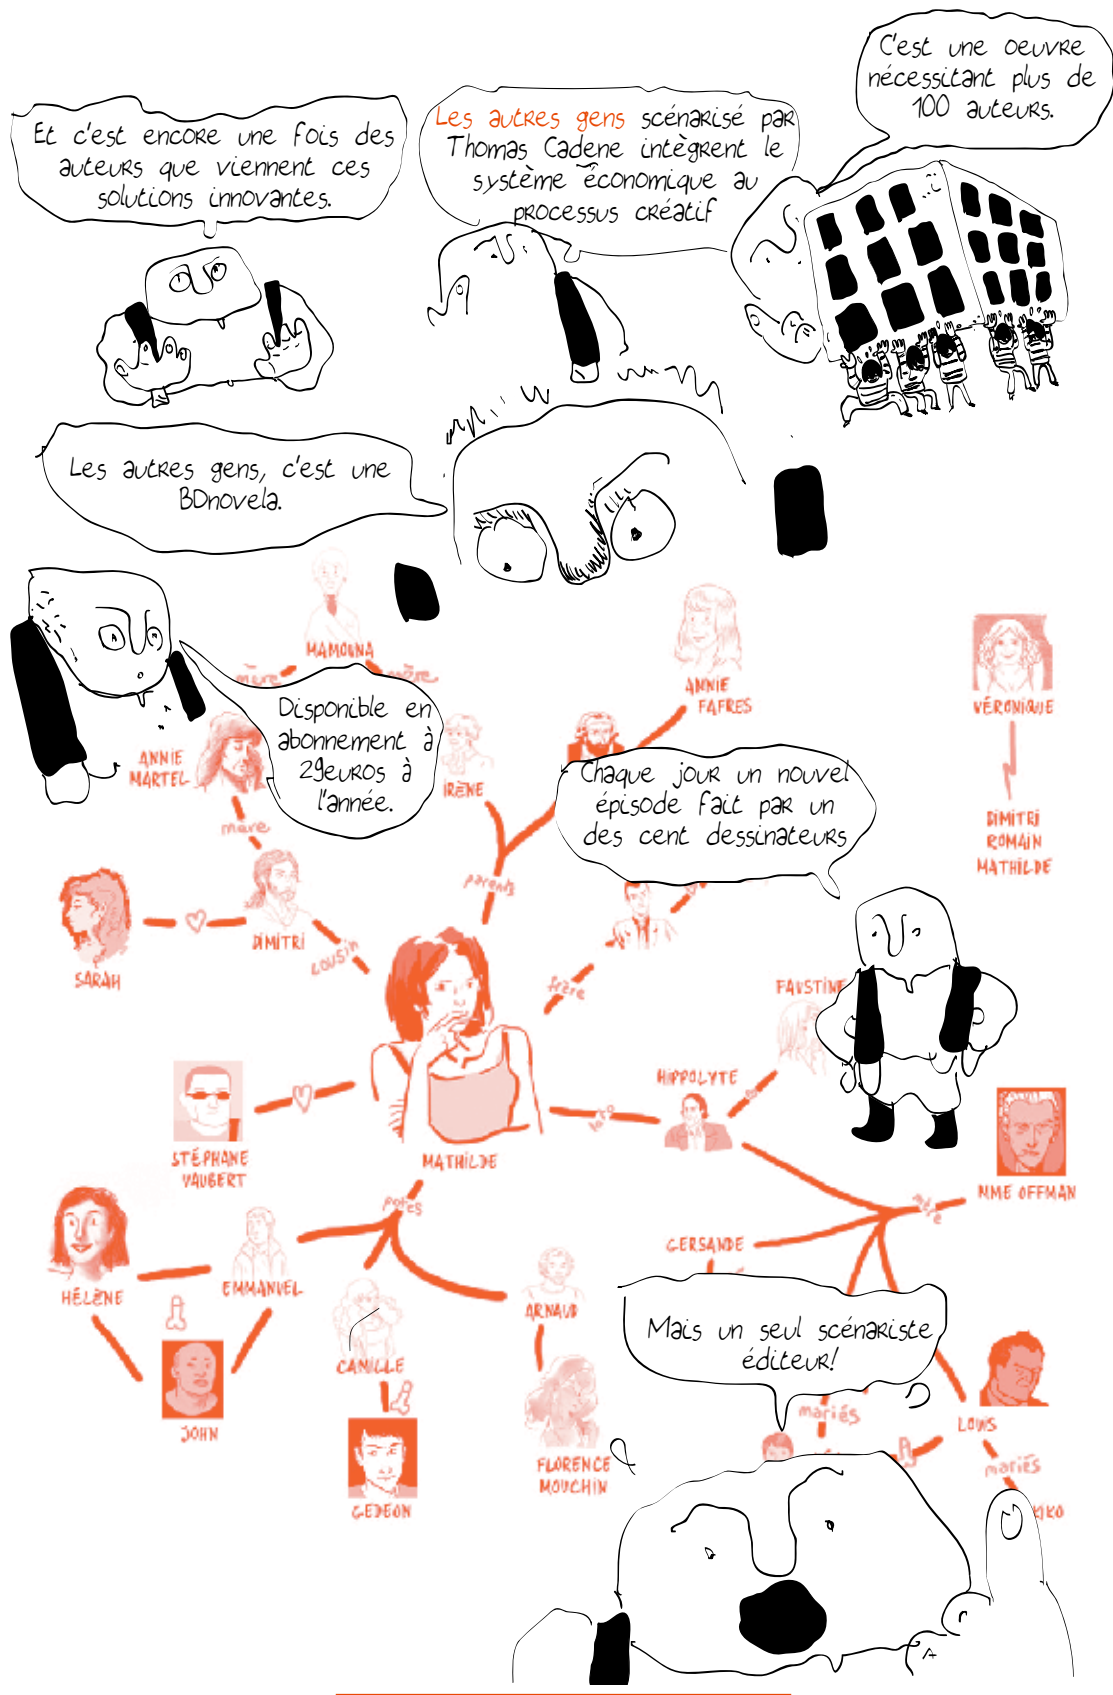 C'est une oeuvre
nécessitant plus de
100 auteurs.
Et c'est encore une fois des
auteurs que viennent ces
solutions innovantes.
Les autres gens scénarisé par
Thomas Cadene intègrent le
système économique au
processus créatif
Les autres gens, c'est une
BDnovela.
MAMOUNA
mère
mère
ANNIE
FAFRES
VÉRONIQUE
Disponible en
abonnement à
29euros à
l'année.
ANNIE
MARTEL
IRÈNE
Chaque jour un nouvel
épisode fait par un
des cent dessinateurs
DIMITRI
ROMAIN
MATHILDE
mère
parents
DIMITRI
SARAH
cousin
frère
FAUSTINE
HIPPOLYTE
STÉPHANE
VAUBERT
MATHILDE
MME OFFMAN
mère
potes
GERSANDE
HÉLÈNE
EMMANUEL
ARNAUD
Mais un seul scénariste
éditeur!
CAMILLE
mariés
LOUIS
JOHN
FLORENCE
MOUCHIN
mariés
GEDEON
KIKO